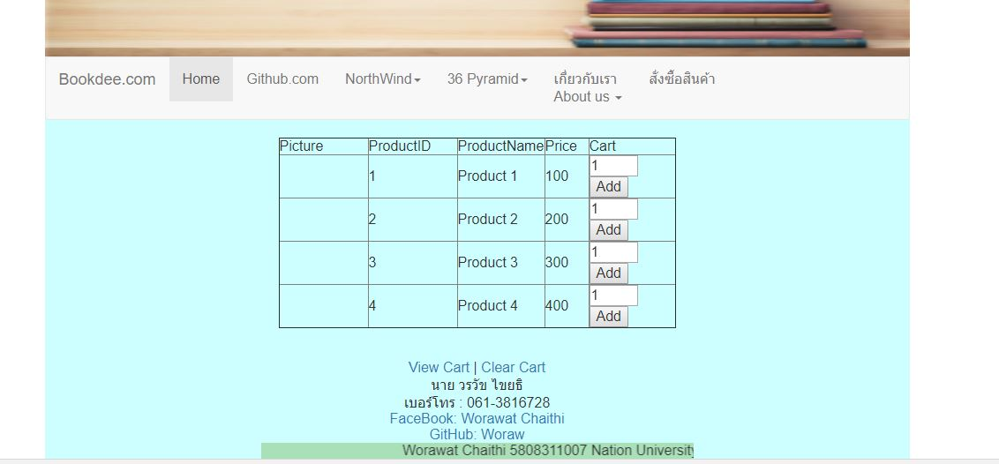 Bookdee.com Home Github.com NorthWind 36 Pyramid เกี่ยวกับเรา สั่งซื้อสินค้า
About us
Picture ProductID ProductName Price Cart
1 Product 1 100 1
Add
2 Product 2 200 1
Add
3 Product 3 300 1
Add
4 Product 4 400 1
Add
View Cart | Clear Cart
นาย วรวัฃ ไขยธิ
เบอร์โทร : 061-3816728
FaceBook: Worawat Chaithi
GitHub: Woraw
Worawat Chaithi 5808311007 Nation University